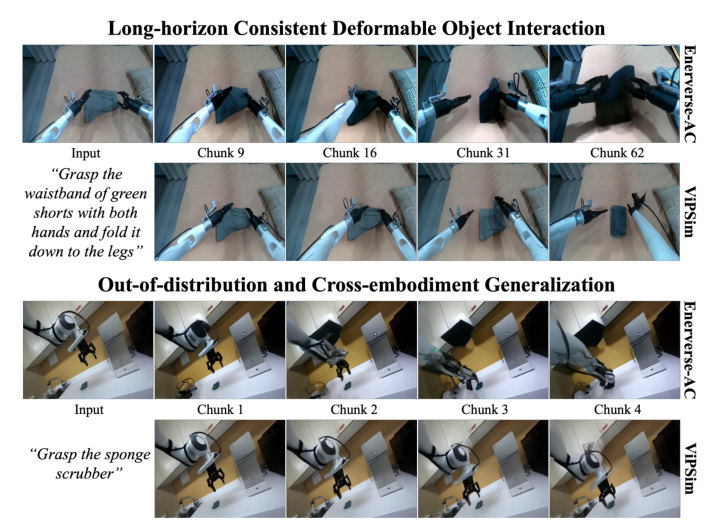 Long-horizon Consistent Deformable Object Interaction
Enerverse-AC
Input
Chunk 9
Chunk 16
Chunk 31
Chunk 62
“Grasp the
waistband of green
shorts with both
hands and fold it
down to the legs”
ViPSim
Out-of-distribution and Cross-embodiment Generalization
Enerverse-AC
Input
Chunk 1
Chunk 2
Chunk 3
Chunk 4
“Grasp the sponge
scrubber”
ViPSim